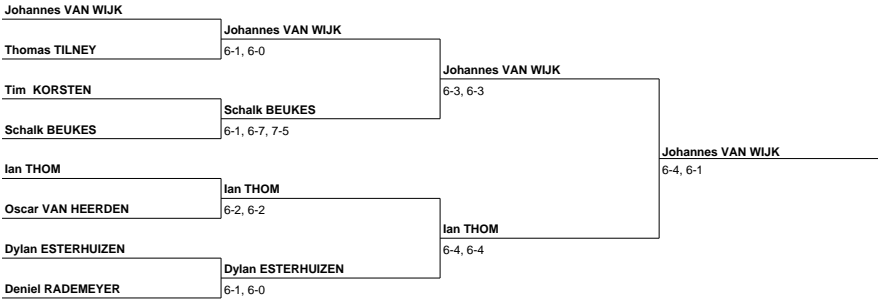 Johannes VAN WIJK
Johannes VAN WIJK
Thomas TILNEY
6-1, 6-0
Johannes VAN WIJK
Tim KORSTEN
6-3, 6-3
Schalk BEUKES
Schalk BEUKES
6-1, 6-7, 7-5
Johannes VAN WIJK
Ian THOM
6-4, 6-1
Ian THOM
Oscar VAN HEERDEN
6-2, 6-2
Ian THOM
Dylan ESTERHUIZEN
6-4, 6-4
Dylan ESTERHUIZEN
Deniel RADEMEYER
6-1, 6-0